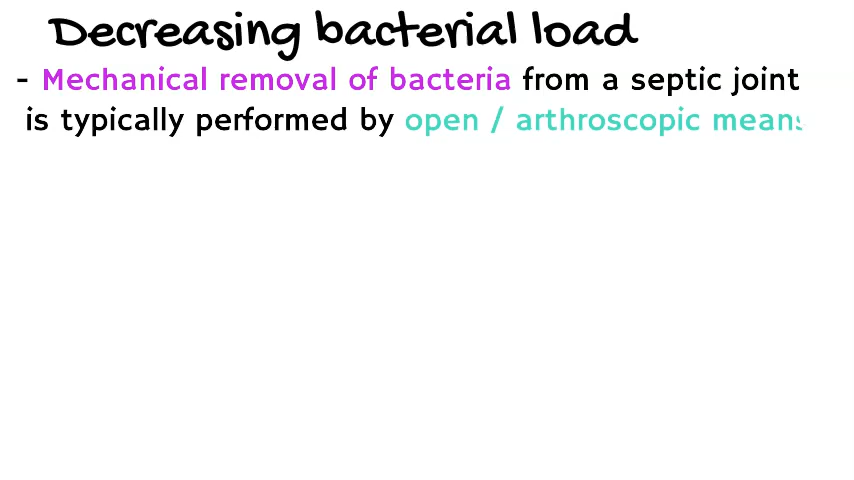 Decreasing bacterial load
- Mechanical removal of bacteria from a septic joint
is typically performed by open / arthroscopic means